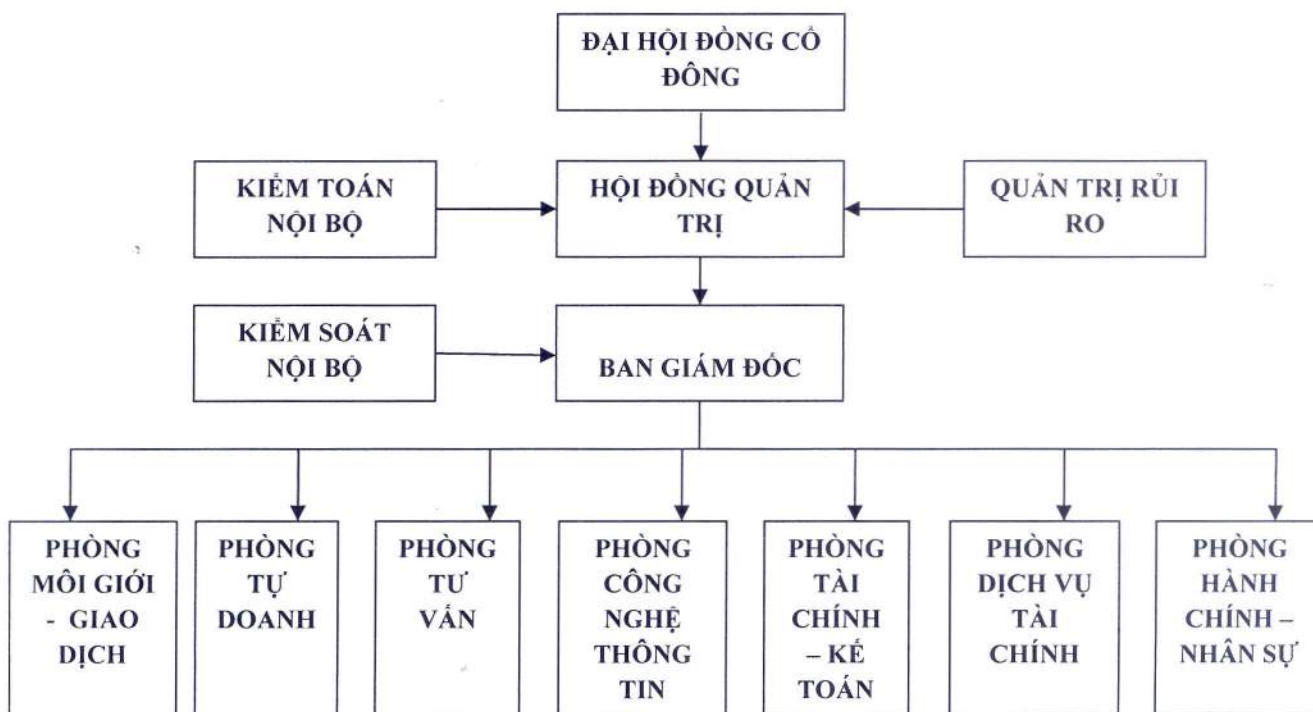 ĐẠI HỘI ĐỒNG CỔ
ĐÔNG
KIỂM TOÁN
NỘI BỘ
HỘI ĐỒNG QUẢN
TRỊ
QUẢN TRỊ RỦI
RO
KIỂM SOÁT
NỘI BỘ
BAN GIÁM ĐỐC
PHÒNG
MÔI GIỚI
- GIAO
DỊCH
PHÒNG
TỰ
DOANH
PHÒNG
TƯ
VẤN
PHÒNG
CÔNG
NGHỆ
THÔNG
TIN
PHÒNG
TÀI
CHÍNH
– KẾ
TOÁN
PHÒNG
DỊCH VỤ
TÀI
CHÍNH
PHÒNG
HÀNH
CHÍNH –
NHÂN SỰ